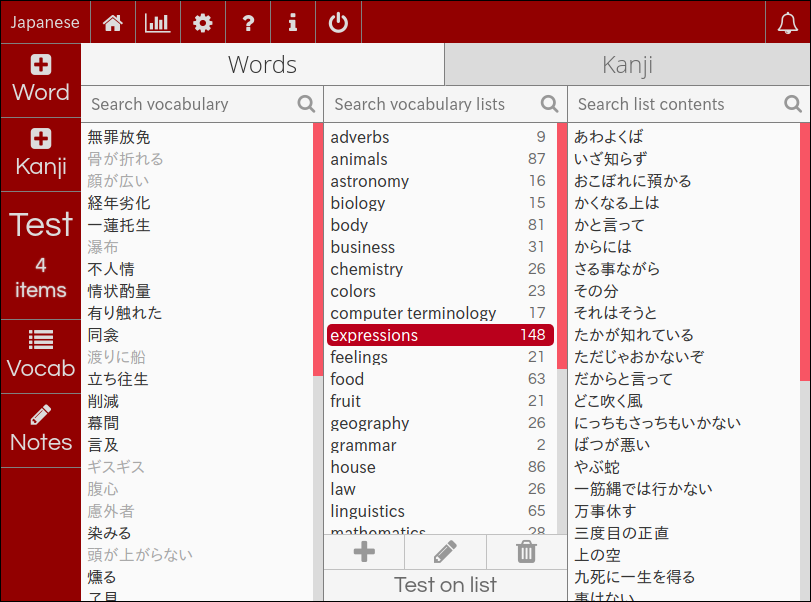 Japanese
?
i
Word
Kanji
Test
4
items
Vocab
Notes
Words
Kanji
Search vocabulary
無罪放免
骨が折れる
顔が広い
経年劣化
一蓮托生
瀑布
不人情
情状酌量
有り触れた
同衾
渡りに船
立ち往生
削減
幕間
言及
ギスギス
腹心
慮外者
染みる
頭が上がらない
燻る
了見
Search vocabulary lists
adverbs 9
animals 87
astronomy 16
biology 15
body 81
business 31
chemistry 26
colors 23
computer terminology 17
expressions 148
feelings 21
food 63
fruit 21
geography 26
grammar 2
house 86
law 26
linguistics 65
mathematics 28
Test on list
Search list contents
あわよくば
いざ知らず
おこぼれに預かる
かくなる上は
かと言って
からには
さる事ながら
その分
それはそうと
たかが知れている
ただじゃおかないぞ
だからと言って
どこ吹く風
にっちもさっちもいかない
ばつが悪い
やぶ蛇
一筋縄では行かない
万事休す
三度目の正直
上の空
九死に一生を得る
事はない